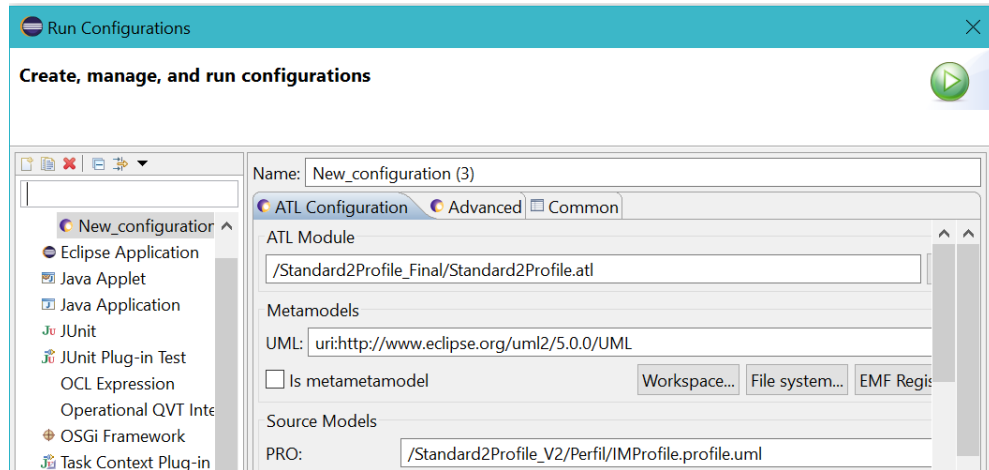 Run Configurations
Create, manage, and run configurations
Name: New_configuration (3)
ATL Configuration Advanced Common
New_configuration
Eclipse Application
Java Applet
Java Application
Ju JUnit
JUnit Plug-in Test
OCL Expression
Operational QVT Inte
OSGi Framework
Task Context Plug-in
ATL Module
/Standard2Profile_Final/Standard2Profile.atl
Metamodels
UML: uri:http://www.eclipse.org/uml2/5.0.0/UML
Is metametamodel Workspace... File system... EMF Regis
Source Models
PRO: /Standard2Profile_V2/Perfil/IMProfile.profile.uml